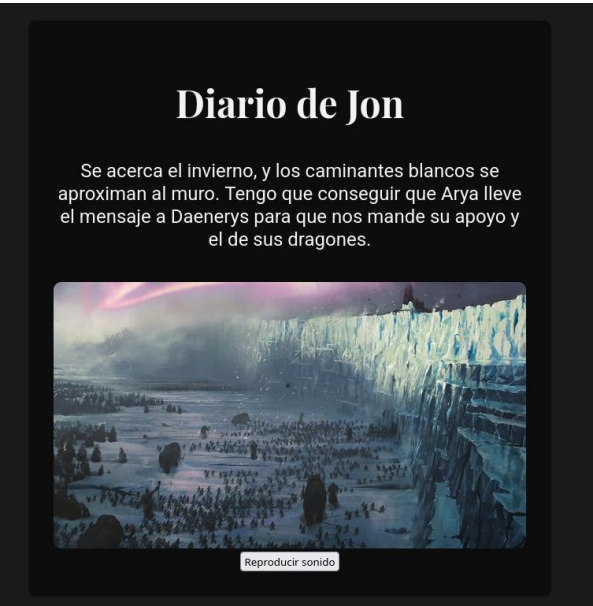 Diario de Jon
Se acerca el invierno, y los caminantes blancos se
aproximan al muro. Tengo que conseguir que Arya lleve
el mensaje a Daenerys para que nos mande su apoyo y
el de sus dragones.
Reproducir sonido